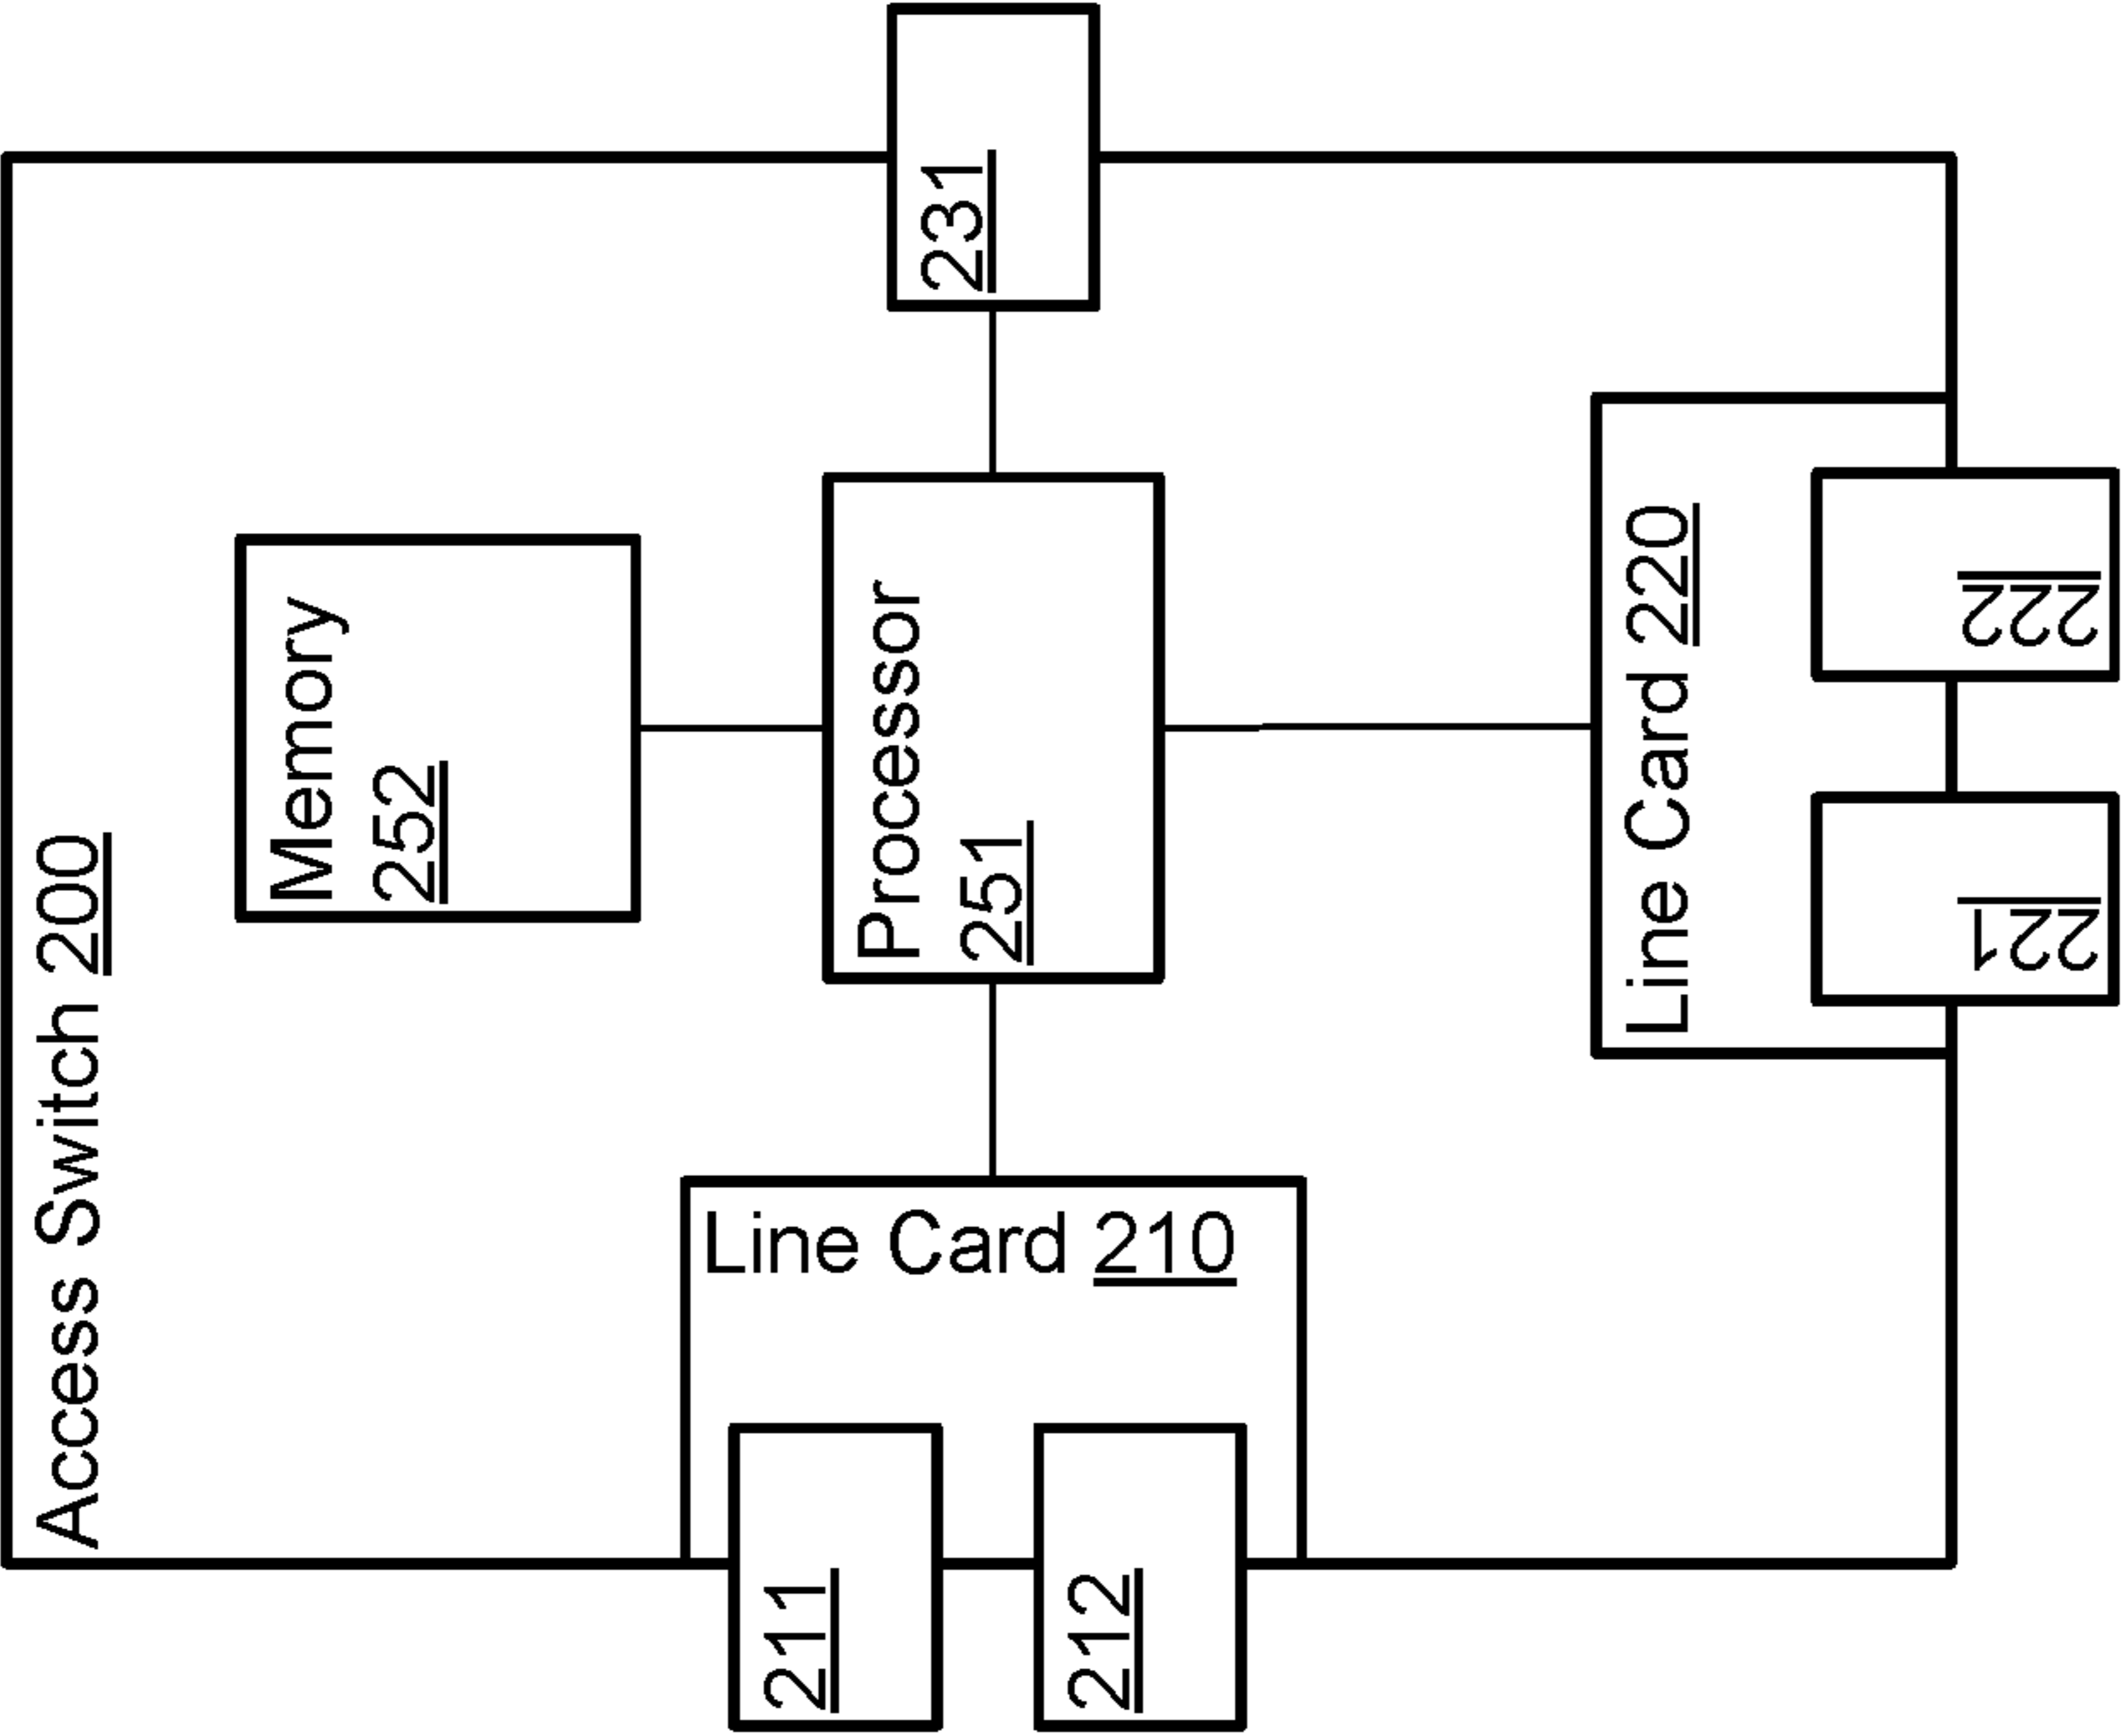 Access Switch 200
Memory
252
Processor
251
231
Line Card 210
211
212
Line Card 220
221
222